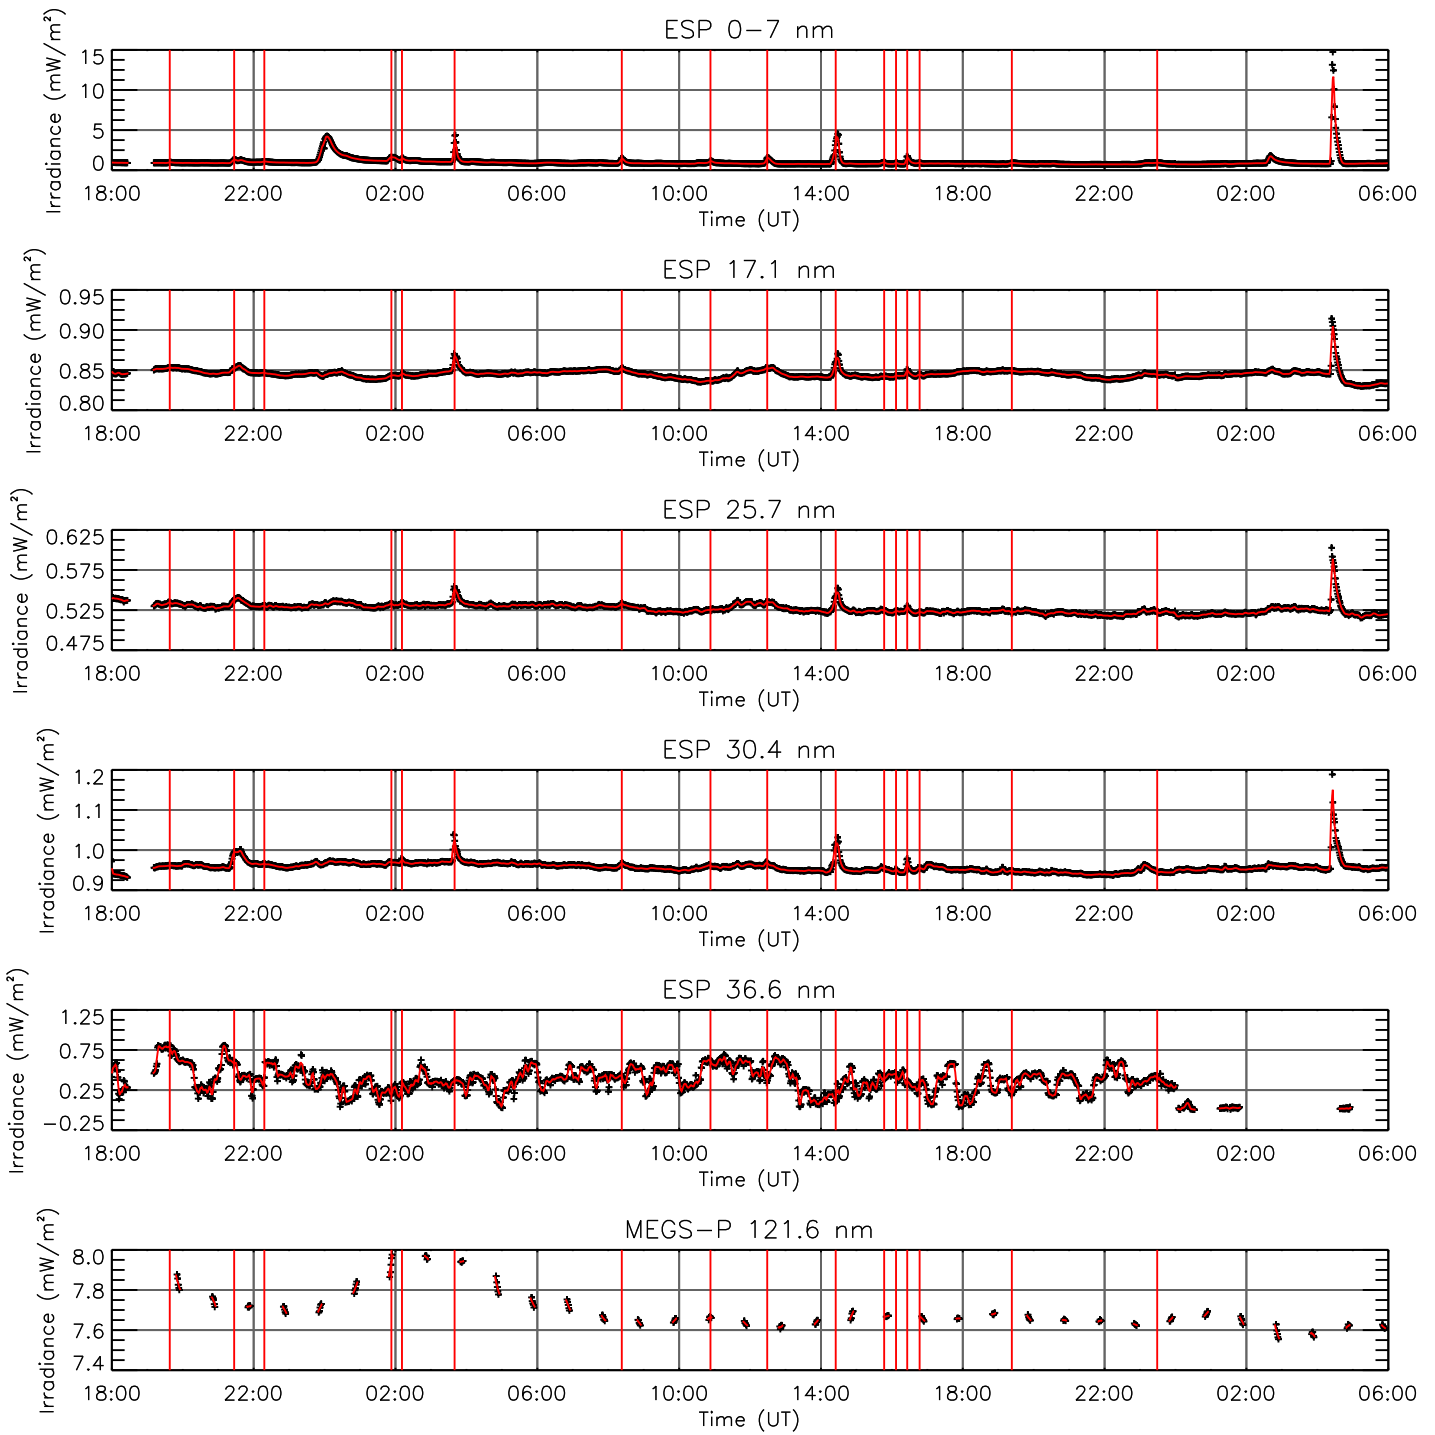 ESP 0−7 nm
Irradiance (mW/m²)
15
10
5
0
18:00 22:00 02:00 06:00 10:00 14:00 18:00 22:00 02:00 06:00
Time (UT)
ESP 17.1 nm
Irradiance (mW/m²)
0.95
0.90
0.85
0.80
18:00 22:00 02:00 06:00 10:00 14:00 18:00 22:00 02:00 06:00
Time (UT)
ESP 25.7 nm
Irradiance (mW/m²)
0.625
0.575
0.525
0.475
18:00 22:00 02:00 06:00 10:00 14:00 18:00 22:00 02:00 06:00
Time (UT)
ESP 30.4 nm
Irradiance (mW/m²)
1.2
1.1
1.0
0.9
18:00 22:00 02:00 06:00 10:00 14:00 18:00 22:00 02:00 06:00
Time (UT)
ESP 36.6 nm
Irradiance (mW/m²)
1.25
0.75
0.25
−0.25
18:00 22:00 02:00 06:00 10:00 14:00 18:00 22:00 02:00 06:00
Time (UT)
MEGS−P 121.6 nm
Irradiance (mW/m²)
8.0
7.8
7.6
7.4
18:00 22:00 02:00 06:00 10:00 14:00 18:00 22:00 02:00 06:00
Time (UT)